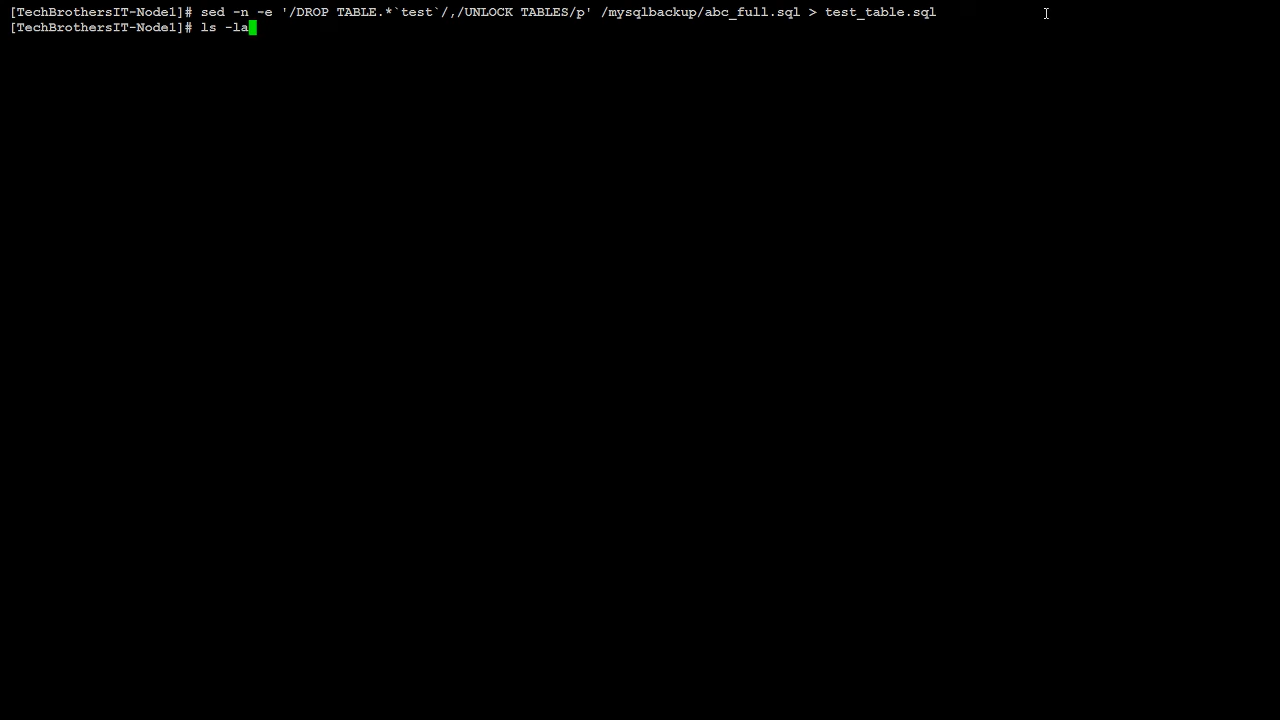 [TechBrothersIT-Node1]# sed -n -e '/DROP TABLE.*`test`/,/UNLOCK TABLES/p' /mysqlbackup/abc_full.sql > test_table.sql
[TechBrothersIT-Node1]# ls -la